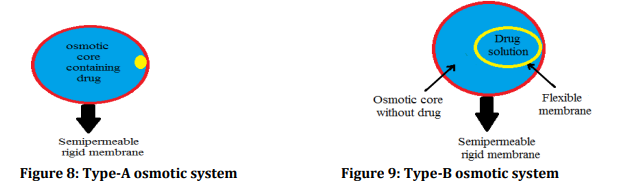 osmotic
core
containing
drug
Semipermeable
rigid membrane
Figure 8: Type-A osmotic system
Drug
solution
Osmotic core
without drug
Flexible
membrane
Semipermeable
rigid membrane
Figure 9: Type-B osmotic system